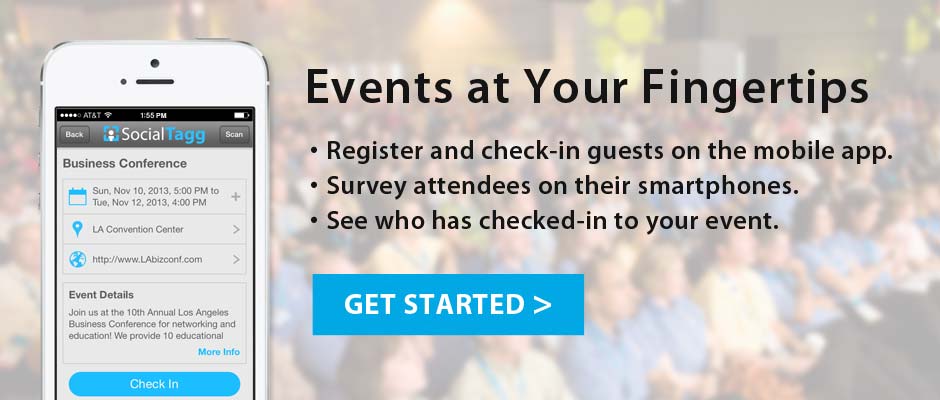 AT&T
1:55 PM
Back
SocialTagg
Scan
Business Conference
Sun, Nov 10, 2013, 5:00 PM to
Tue, Nov 12, 2013, 4:00 PM
+
LA Convention Center
http://www.LAbizconf.com
Event Details
Join us at the 10th Annual Los Angeles
Business Conference for networking and
education! We provide 10 educational
More Info
Check In
Events at Your Fingertips
• Register and check-in guests on the mobile app.
• Survey attendees on their smartphones.
• See who has checked-in to your event.
GET STARTED >